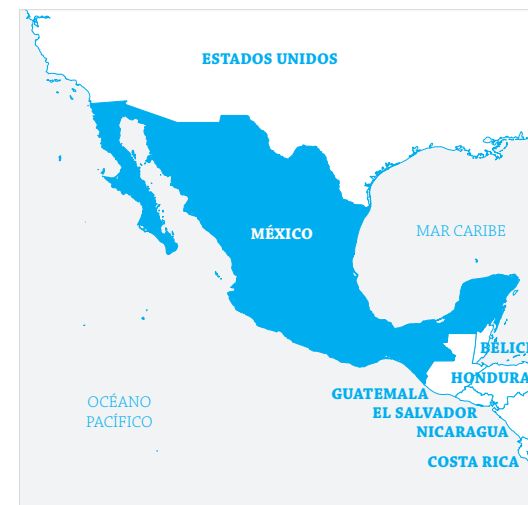 ESTADOS UNIDOS
MÉXICO
MAR CARIBE
BELIC
HONDURA
GUATEMALA
OCÉANO
PACÍFICO
EL SALVADOR
NICARAGUA
COSTA RICA